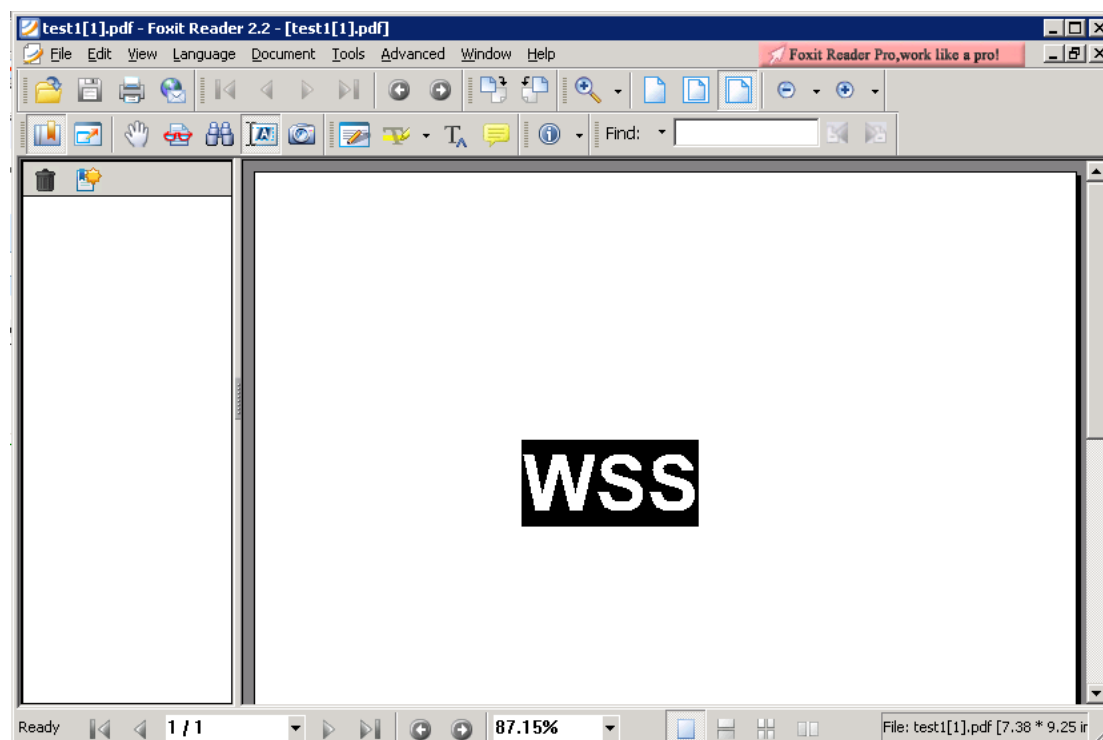 test1[1].pdf - Foxit Reader 2.2 - [test1[1].pdf]
File Edit View Language Document Tools Advanced Window Help Foxit Reader Pro,work like a pro!
Find:
WSS
Ready 1 / 1 87.15% File: test1[1].pdf [7.38 * 9.25 ir